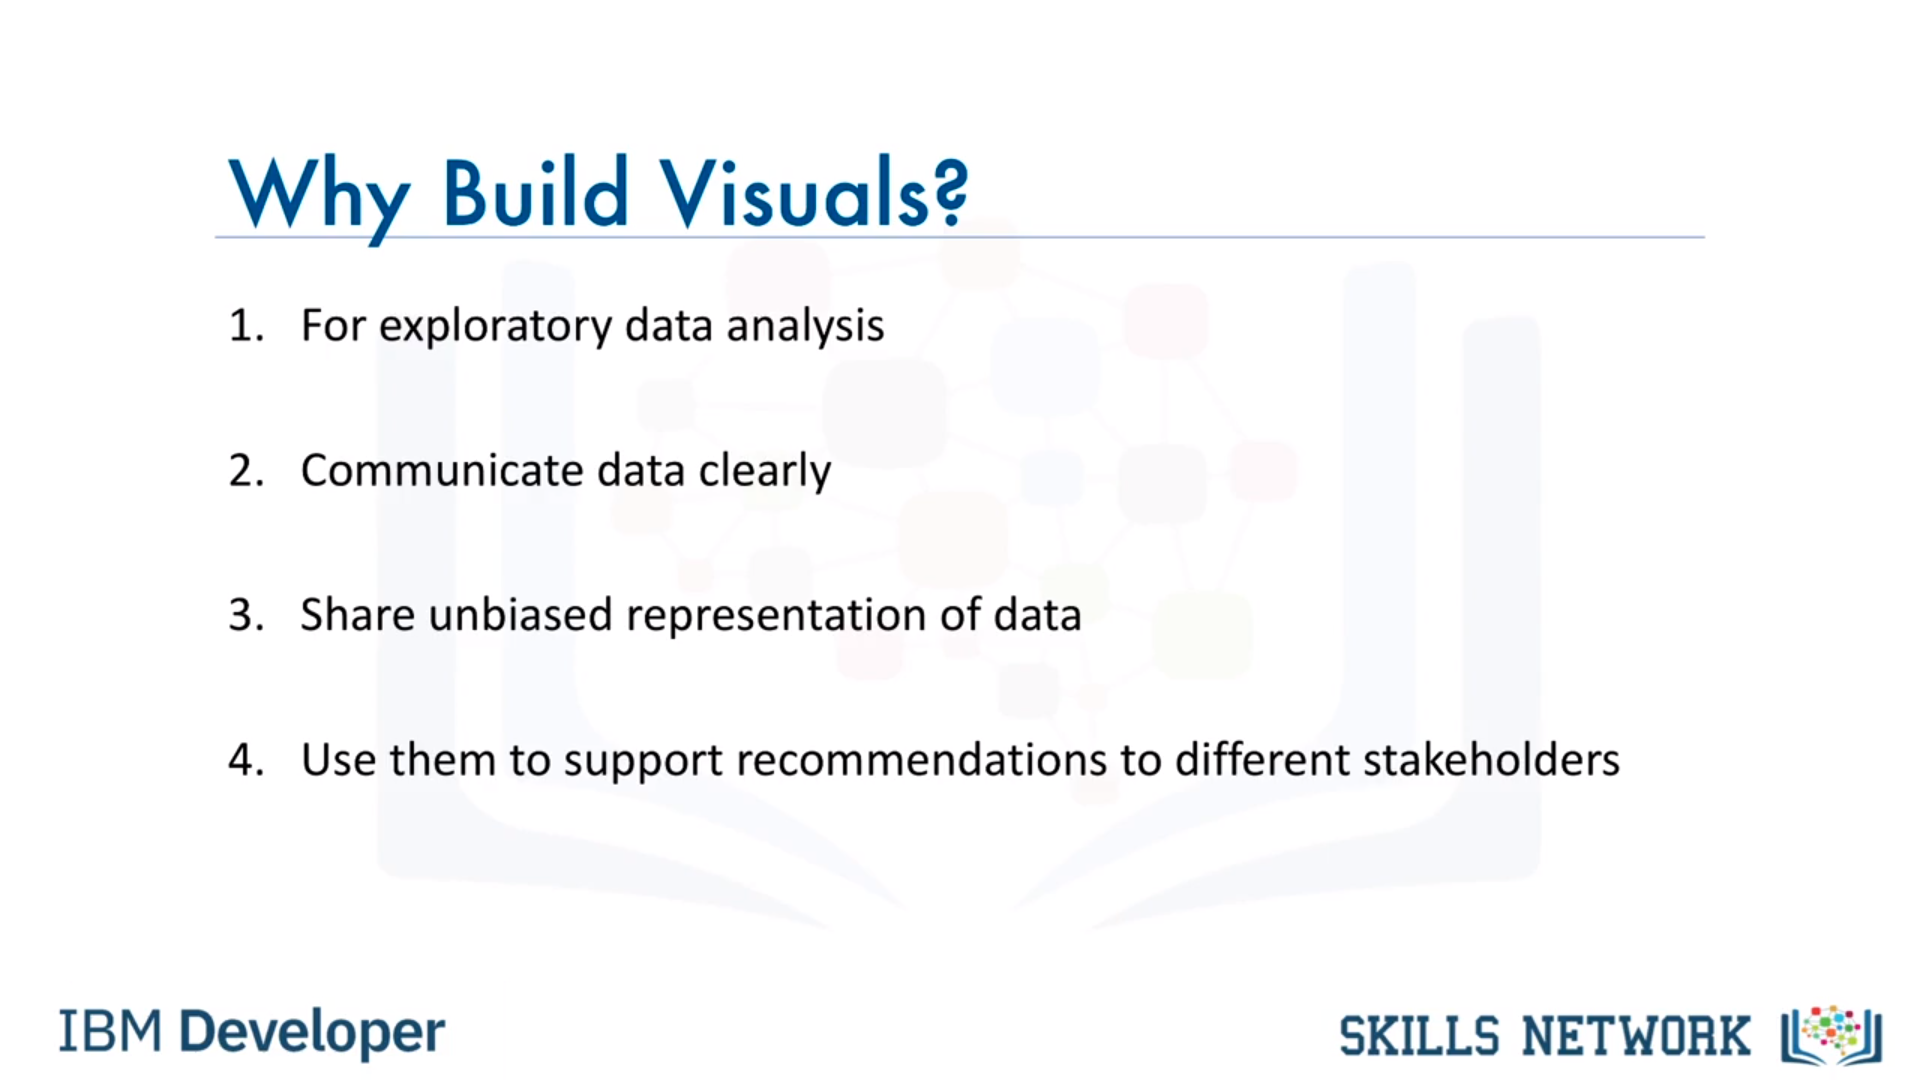 Why Build Visuals?
1. For exploratory data analysis
2. Communicate data clearly
3. Share unbiased representation of data
4. Use them to support recommendations to different stakeholders
IBM Developer
SKILLS NETWORK